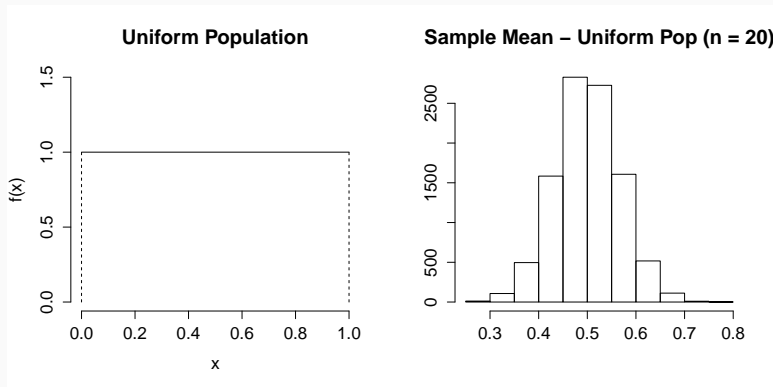 Uniform Population
1.5
1.0
0.5
0.0
f(x)
0.0 0.2 0.4 0.6 0.8 1.0
x
Sample Mean – Uniform Pop (n = 20)
2500
1500
500
0
0.3 0.4 0.5 0.6 0.7 0.8